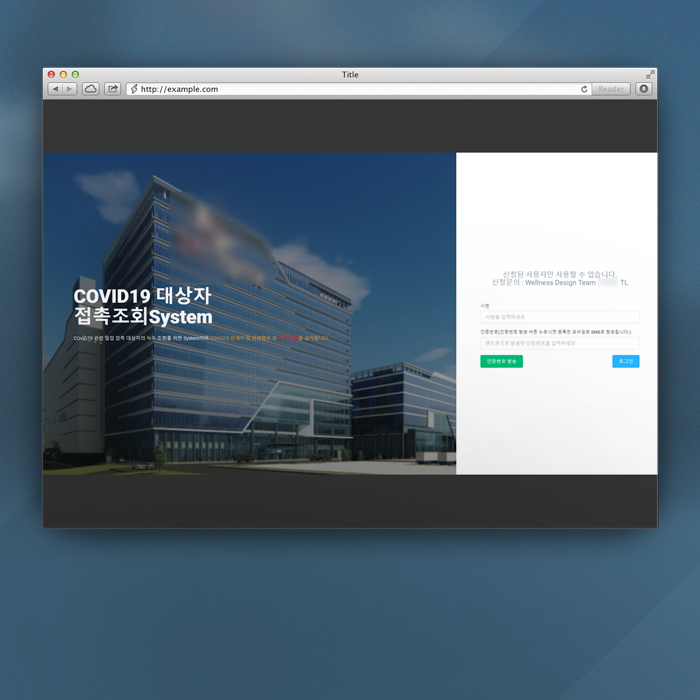 Title
http://example.com
Reader
COVID19 대상자
접촉조회System
COVID19 관련 밀접 접촉 대상자의 식수 조회를 위한 System이며 COVID19 관계자 및
신청된 사용자만 사용할 수 있습니다.
신청문의 : Wellness Design Team TL
사번
사번을 입력하세요
인증번호(인증번호 발송 버튼 누르시면 등록된 모바일로 SMS로 발송됩니다.)
핸드폰으로 발송된 인증번호를 입력하세요
인증번호 발송
로그인